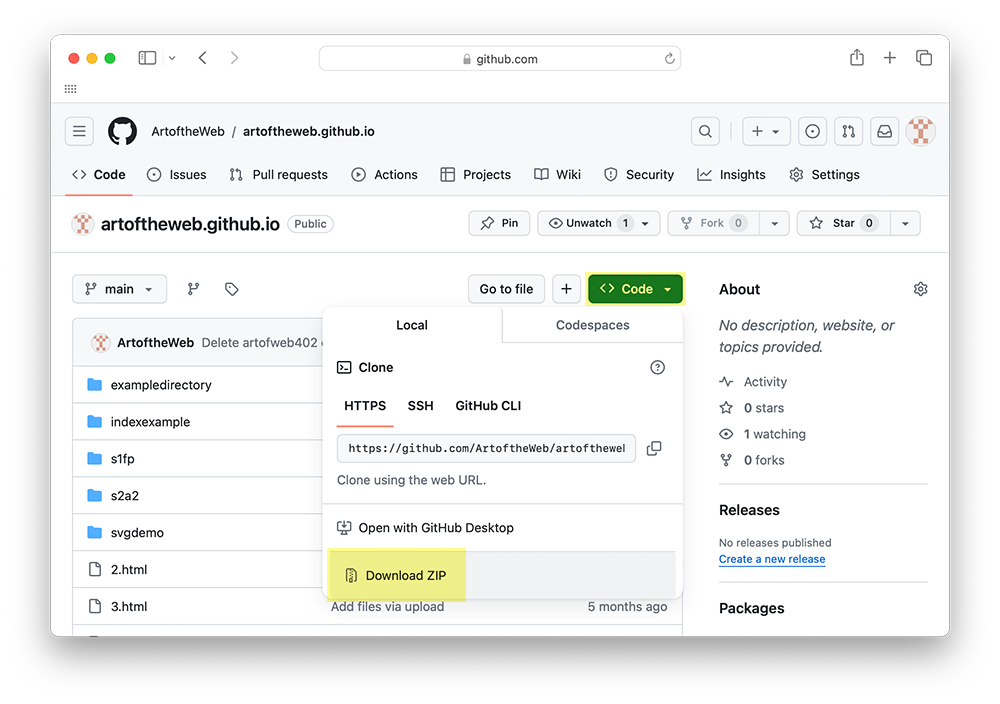 github.com
ArtoftheWeb / artoftheweb.github.io
Code Issues Pull requests Actions Projects Wiki Security Insights Settings
artoftheweb.github.io Public Pin Unwatch 1 Fork 0 Star 0
main Go to file Code
ArtoftheWeb Delete artofweb402
exampledirectory
indexexample
s1fp
s2a2
svgdemo
2.html
3.html Add files via upload 5 months ago
Local Codespaces
Clone
HTTPS SSH GitHub CLI
https://github.com/ArtoftheWeb/artofthewel
Clone using the web URL.
Open with GitHub Desktop
Download ZIP
About
No description, website, or
topics provided.
Activity
0 stars
1 watching
0 forks
Releases
No releases published
Create a new release
Packages